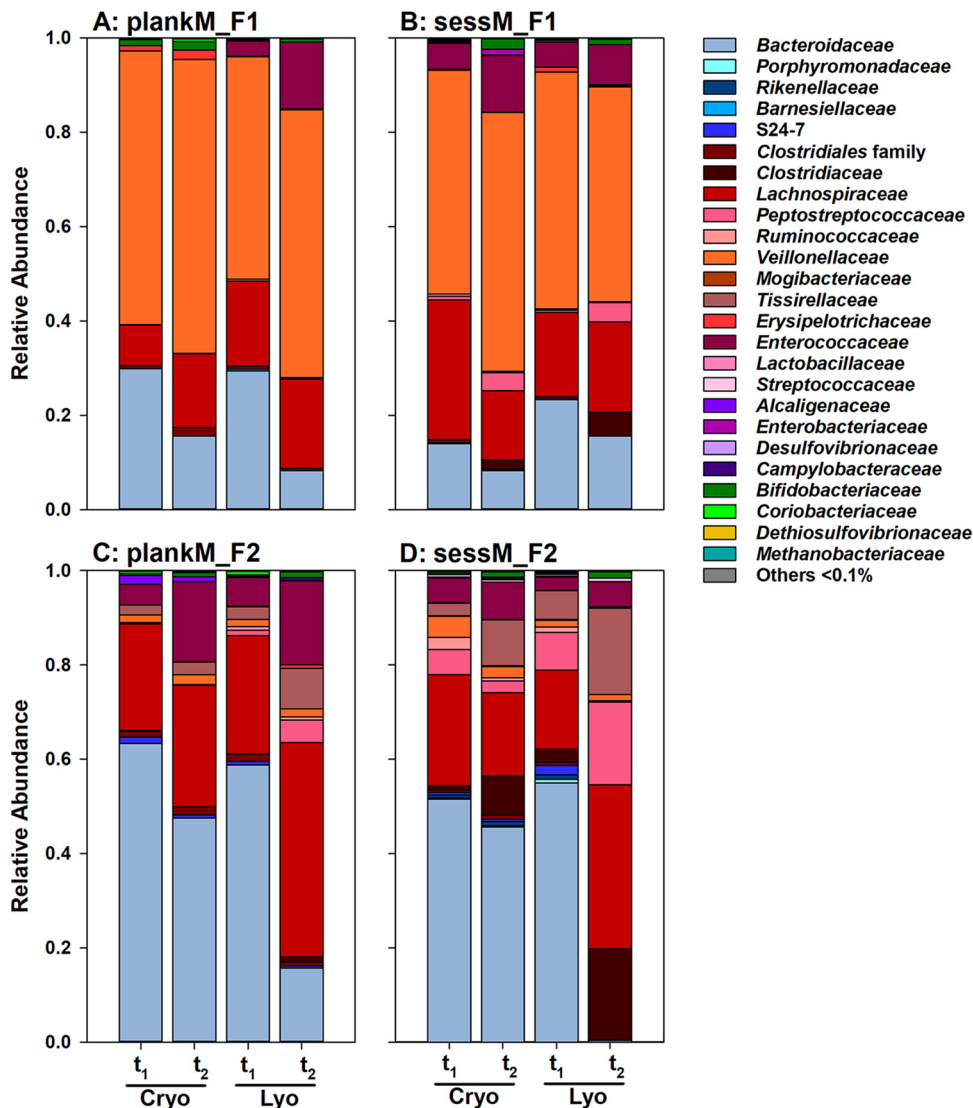 A: plankM_F1
B: sessM_F1
Relative Abundance
1.0
0.8
0.6
0.4
0.2
0.0
C: plankM_F2
D: sessM_F2
Relative Abundance
1.0
0.8
0.6
0.4
0.2
0.0
t1 t2 t1 t2
Cryo Lyo
t1 t2 t1 t2
Cryo Lyo
Bacteroidaceae
Porphyromonadaceae
Rikenellaceae
Barnesiellaceae
S24-7
Clostridiales family
Clostridiaceae
Lachnospiraceae
Peptostreptococcaceae
Ruminococcaceae
Veillonellaceae
Mogibacteriaceae
Tissirellaceae
Erysipelotrichaceae
Enterococcaceae
Lactobacillaceae
Streptococcaceae
Alcaligenaceae
Enterobacteriaceae
Desulfovibrionaceae
Campylobacteraceae
Bifidobacteriaceae
Coriobacteriaceae
Dethiosulfovibrionaceae
Methanobacteriaceae
Others <0.1%